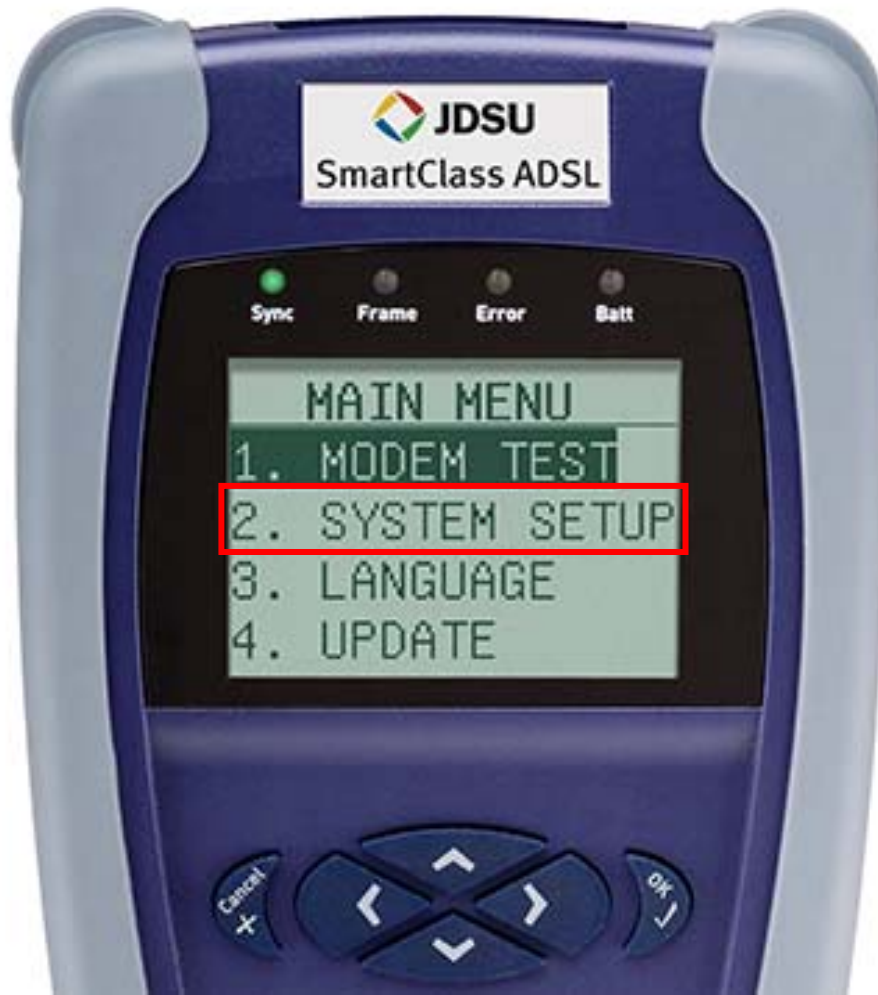 JDSU
SmartClass ADSL
Sync Frame Error Batt
MAIN MENU
1. MODEM TEST
2. SYSTEM SETUP
3. LANGUAGE
4. UPDATE
Cancel
OK